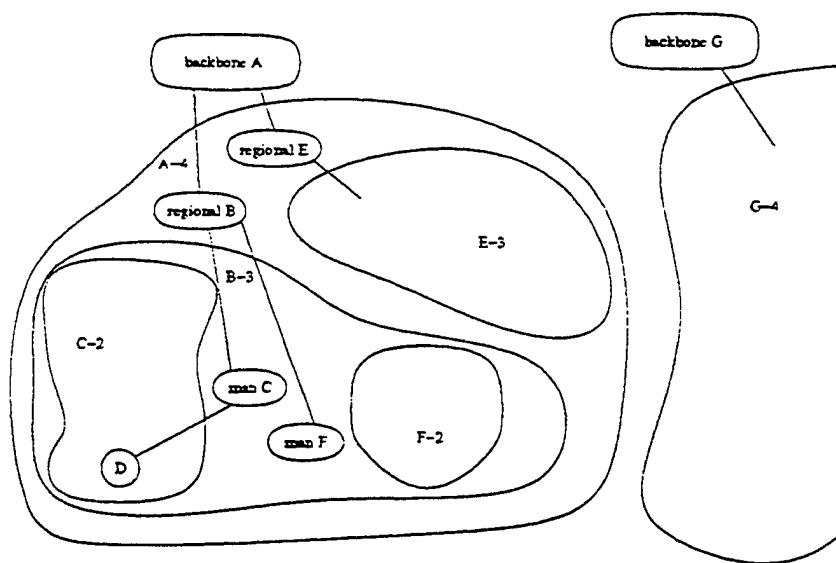 backbone A
backbone G
regional E
A-4
regional B
G-4
E-3
B-3
C-2
man C
man F
F-2
D